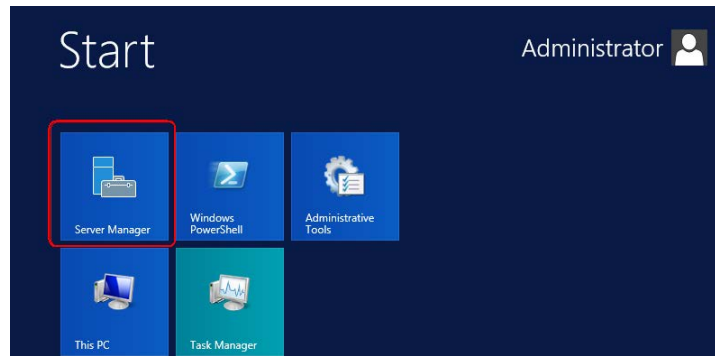 Start
Administrator
Server Manager
Windows
PowerShell
Administrative
Tools
This PC
Task Manager